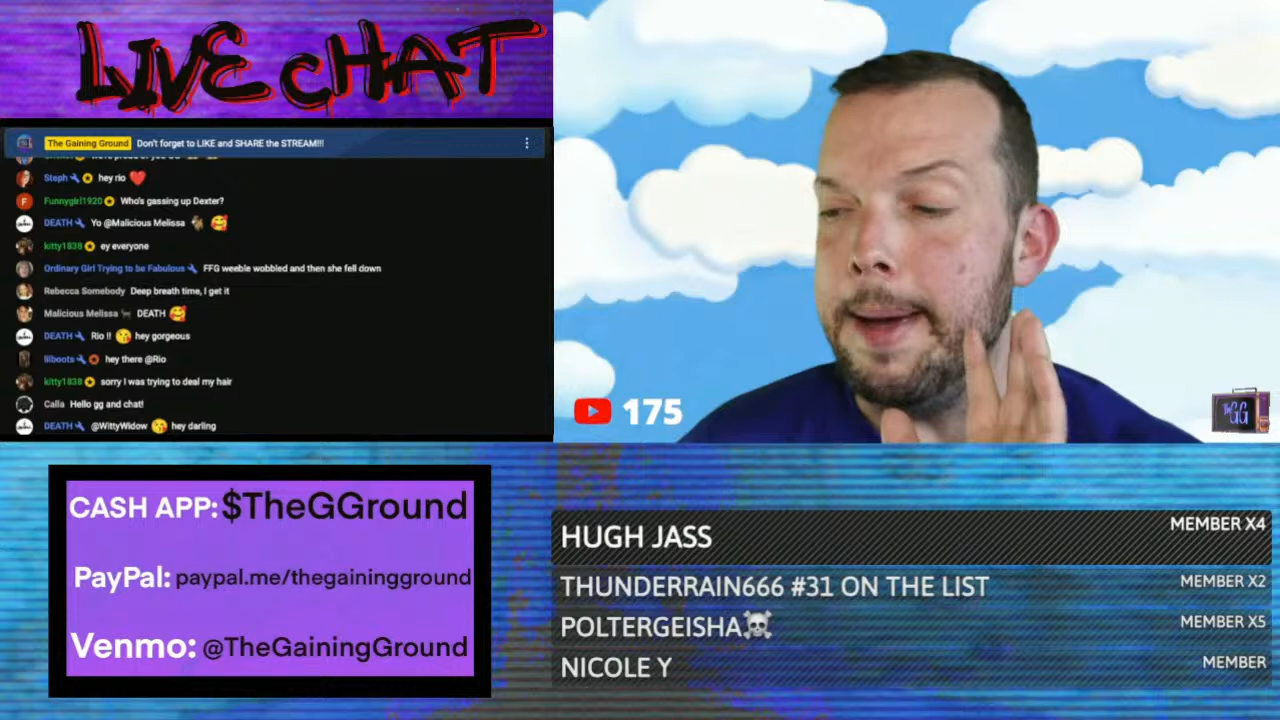 LIVE CHAT
The Gaining Ground Don't forget to LIKE and SHARE the STREAM!!!
Steph hey rio
Funnygirl1920 Who's gassing up Dexter?
DEATH Yo @Malicious Melissa
kitty1838 ey everyone
Ordinary Girl Trying to be Fabulous FFG weeble wobbled and then she fell down
Rebecca Somebody Deep breath time, I get it
Malicious Melissa DEATH
DEATH Rio !! hey gorgeous
lilboots hey there @Rio
kitty1838 sorry I was trying to deal my hair
Calla Hello gg and chat!
DEATH @WittyWidow hey darling
175
The GG
CASH APP: $TheGGround
PayPal: paypal.me/thegainingground
Venmo: @TheGainingGround
HUGH JASS MEMBER X4
THUNDERRAIN666 #31 ON THE LIST MEMBER X2
POLTERGEISHA☠ MEMBER X5
NICOLE Y MEMBER